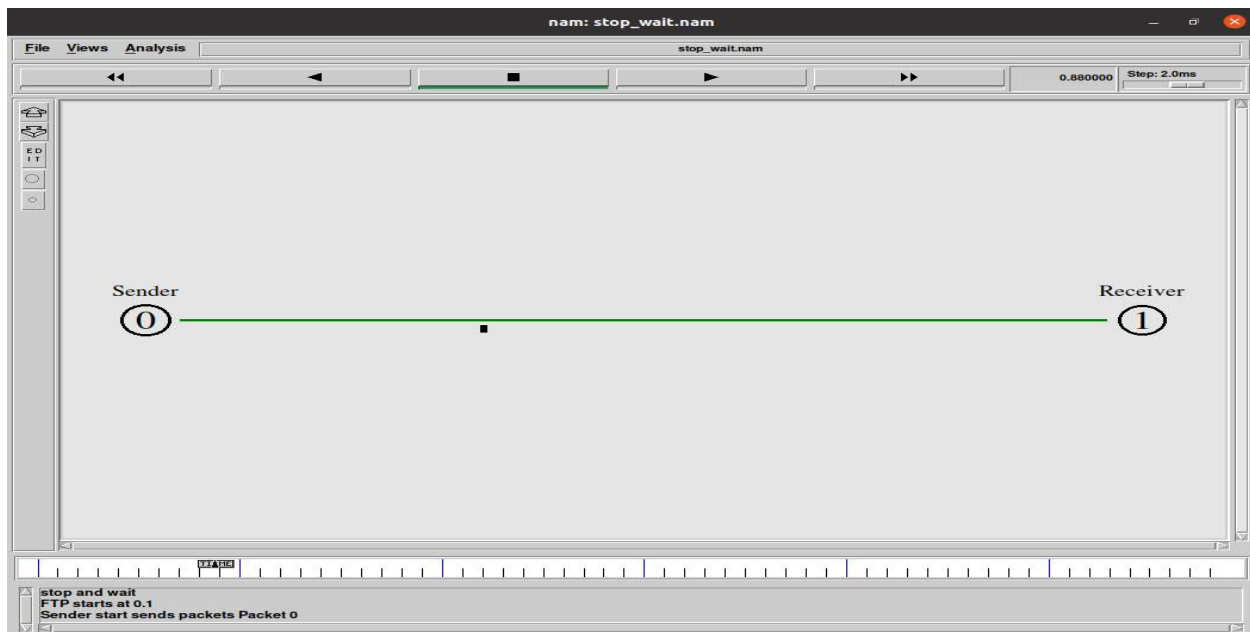 nam: stop_wait.nam
File Views Analysis stop_wait.nam
0.880000 Step: 2.0ms
E D
I T
Sender Receiver
0 1
TIME
stop and wait
FTP starts at 0.1
Sender start sends packets Packet 0